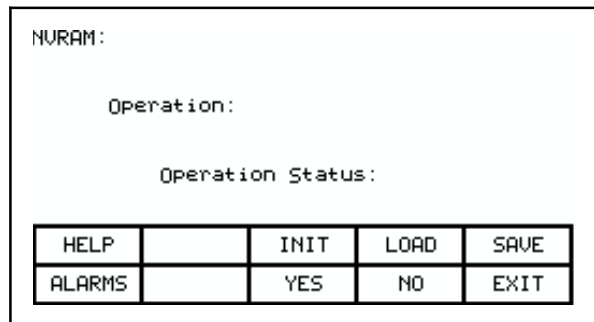 NVRAM:
Operation:
Operation Status:
HELP INIT LOAD SAVE
ALARMS YES NO EXIT